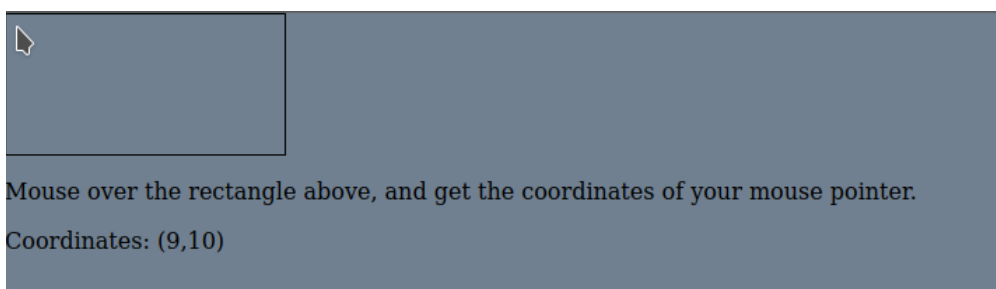 Mouse over the rectangle above, and get the coordinates of your mouse pointer.
Coordinates: (9,10)